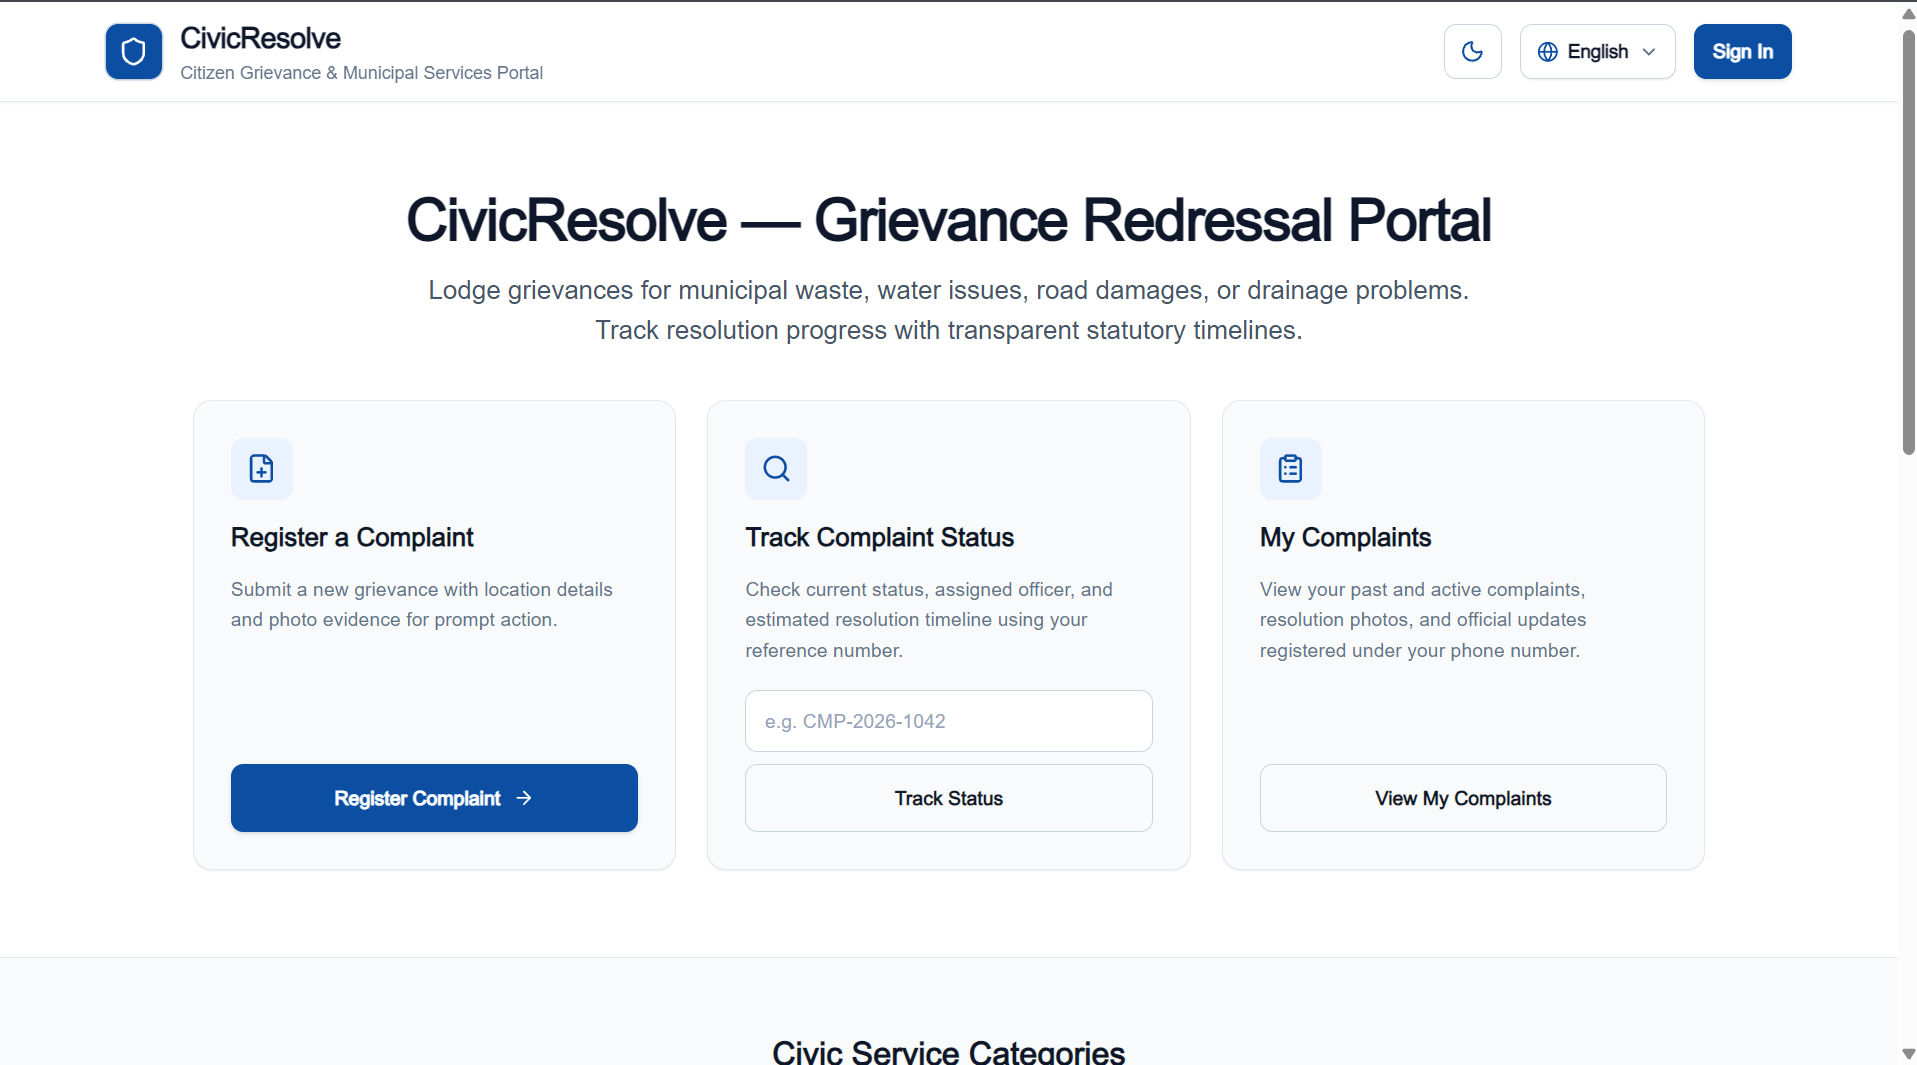 CivicResolve
Citizen Grievance & Municipal Services Portal
English
Sign In
CivicResolve — Grievance Redressal Portal
Lodge grievances for municipal waste, water issues, road damages, or drainage problems.
Track resolution progress with transparent statutory timelines.
Register a Complaint
Submit a new grievance with location details
and photo evidence for prompt action.
Register Complaint
Track Complaint Status
Check current status, assigned officer, and
estimated resolution timeline using your
reference number.
e.g. CMP-2026-1042
Track Status
My Complaints
View your past and active complaints,
resolution photos, and official updates
registered under your phone number.
View My Complaints
Civic Service Categories